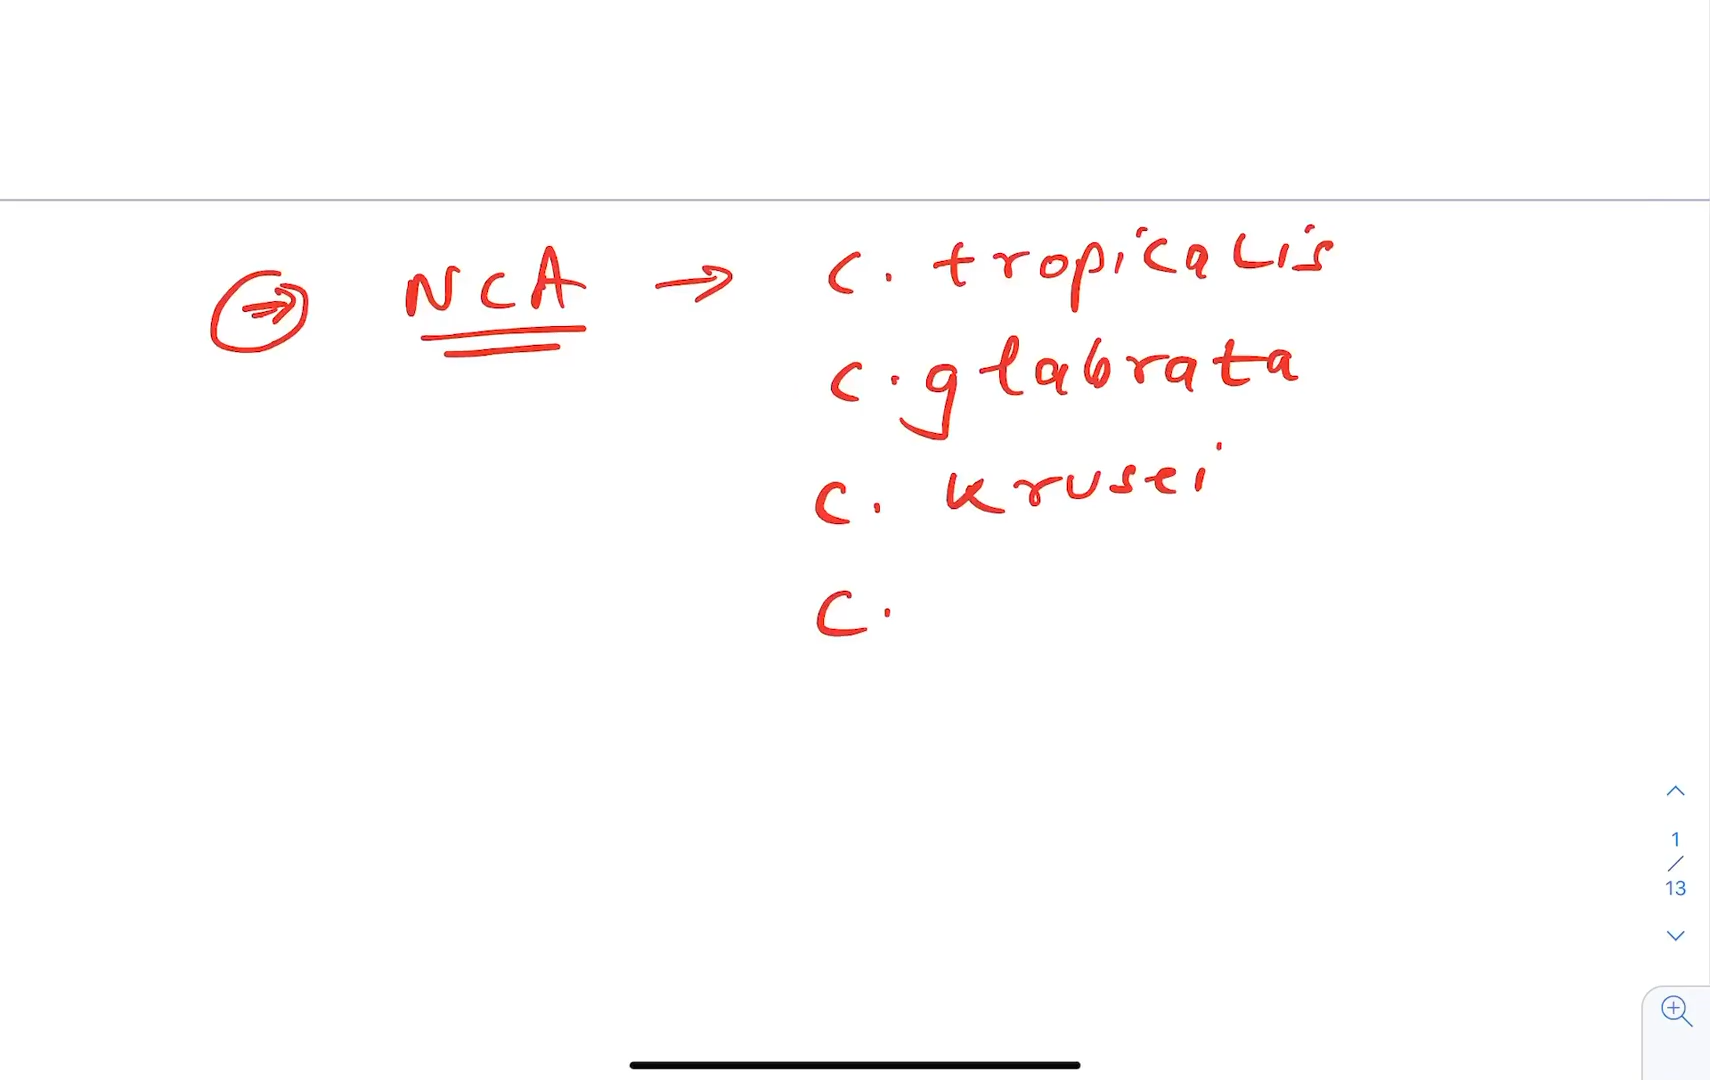 → NCA → C. tropicalis
C. glabrata
C. krusei
C.
1
/
13